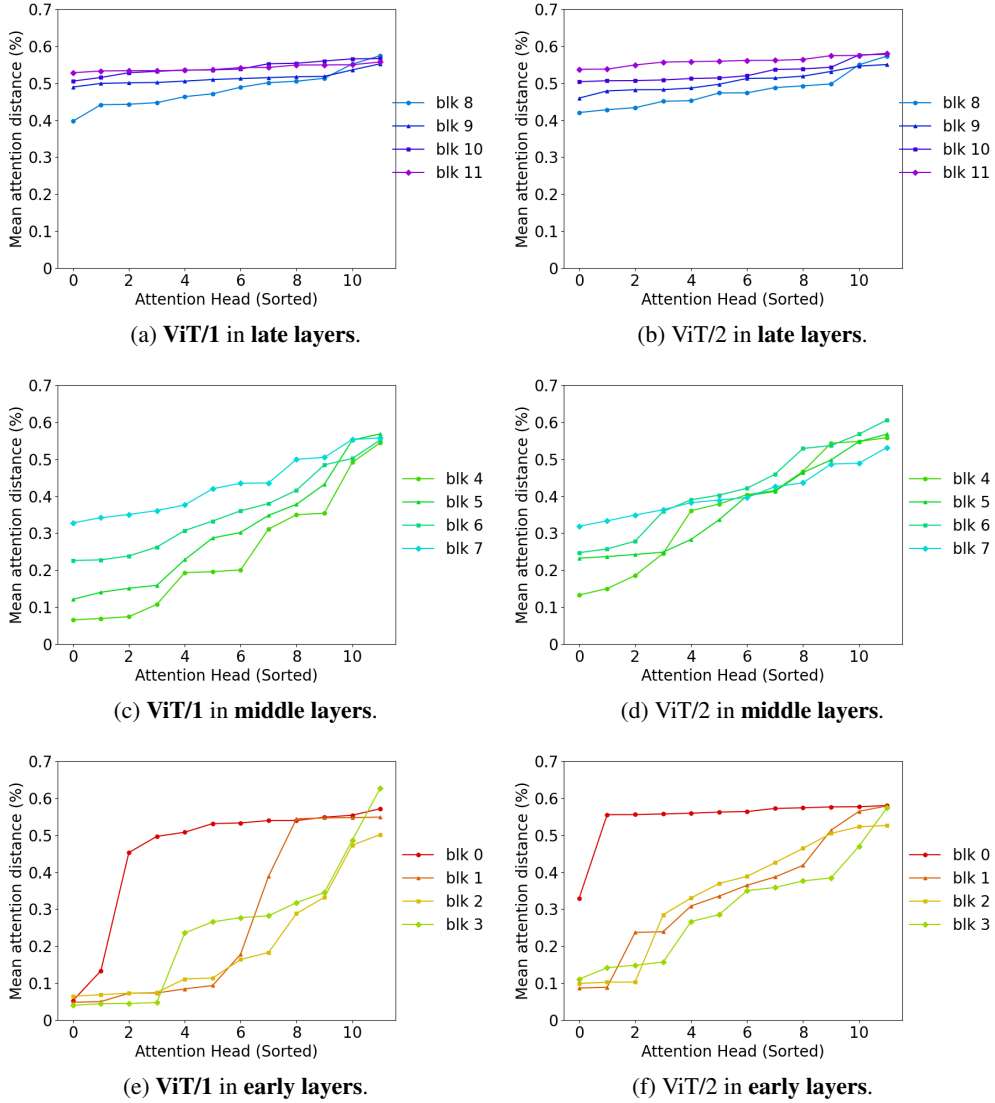 0.7
0.6
0.5
0.4
0.3
0.2
0.1
0
Mean attention distance (%)
0 2 4 6 8 10
Attention Head (Sorted)
blk 8
blk 9
blk 10
blk 11
(a) ViT/1 in late layers.
0.7
0.6
0.5
0.4
0.3
0.2
0.1
0
Mean attention distance (%)
0 2 4 6 8 10
Attention Head (Sorted)
blk 8
blk 9
blk 10
blk 11
(b) ViT/2 in late layers.
0.7
0.6
0.5
0.4
0.3
0.2
0.1
0
Mean attention distance (%)
0 2 4 6 8 10
Attention Head (Sorted)
blk 4
blk 5
blk 6
blk 7
(c) ViT/1 in middle layers.
0.7
0.6
0.5
0.4
0.3
0.2
0.1
0
Mean attention distance (%)
0 2 4 6 8 10
Attention Head (Sorted)
blk 4
blk 5
blk 6
blk 7
(d) ViT/2 in middle layers.
0.7
0.6
0.5
0.4
0.3
0.2
0.1
0
Mean attention distance (%)
0 2 4 6 8 10
Attention Head (Sorted)
blk 0
blk 1
blk 2
blk 3
(e) ViT/1 in early layers.
0.7
0.6
0.5
0.4
0.3
0.2
0.1
0
Mean attention distance (%)
0 2 4 6 8 10
Attention Head (Sorted)
blk 0
blk 1
blk 2
blk 3
(f) ViT/2 in early layers.